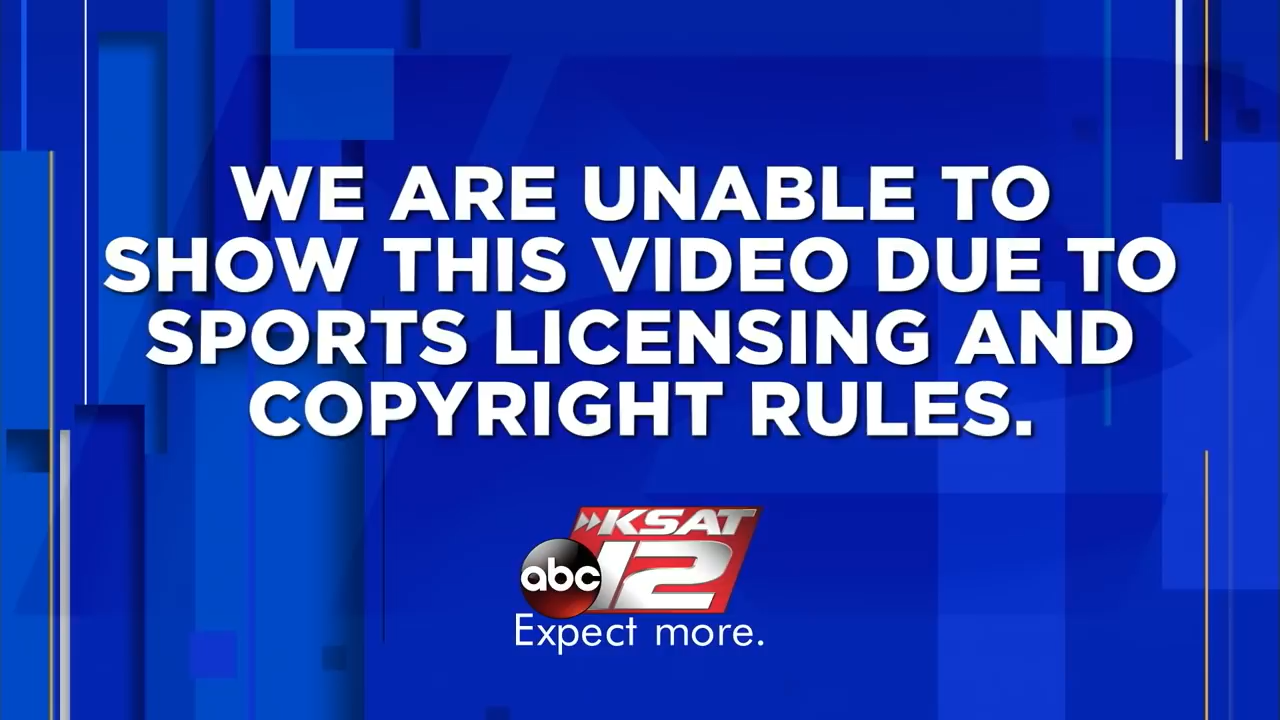 WE ARE UNABLE TO
SHOW THIS VIDEO DUE TO
SPORTS LICENSING AND
COPYRIGHT RULES.
KSAT
abc 12
Expect more.